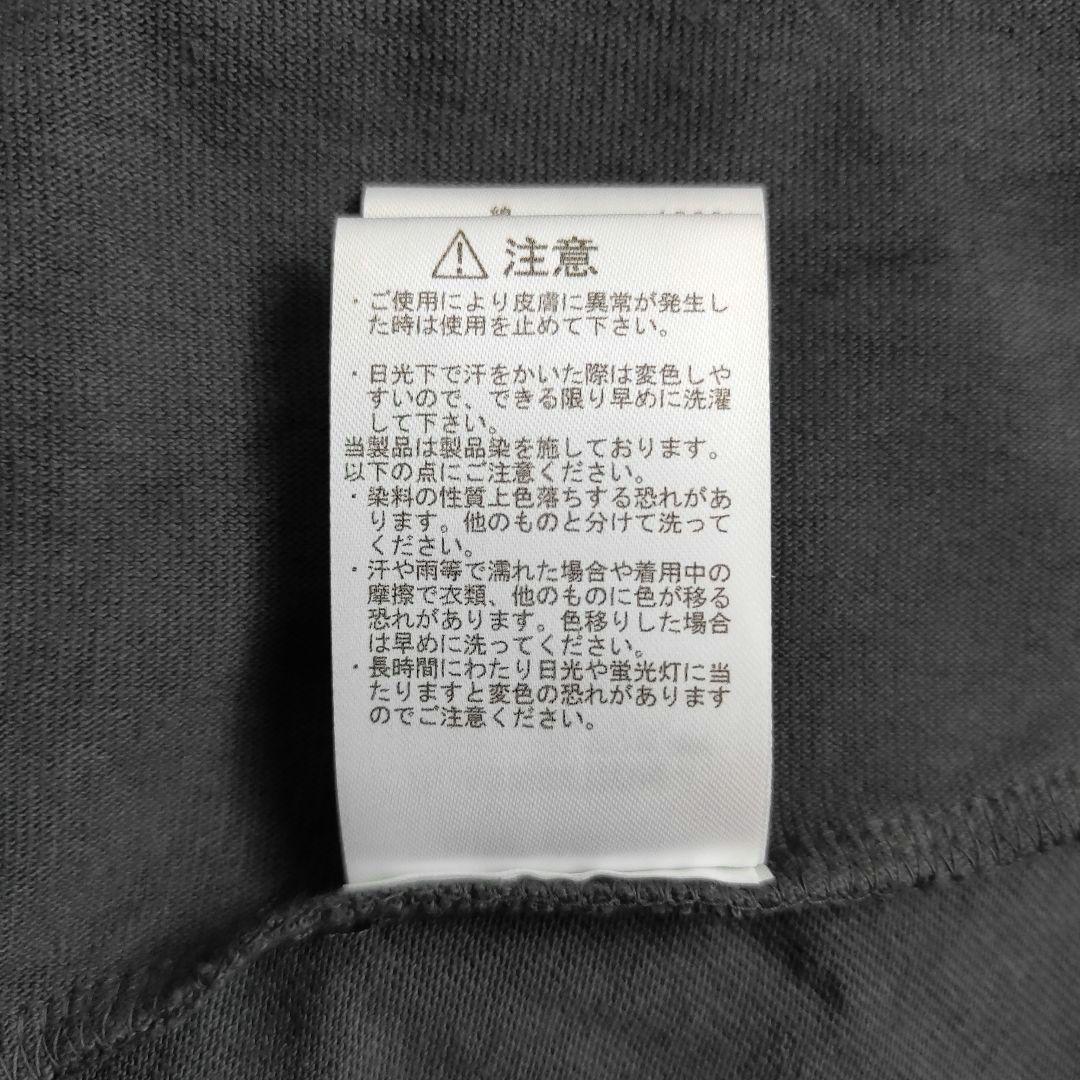 綿
⚠ 注意
・ご使用により皮膚に異常が発生し
た時は使用を止めて下さい。
・日光下で汗をかいた際は変色しや
すいので、できる限り早めに洗濯
して下さい。
当製品は製品染を施しております。
以下の点にご注意ください。
・染料の性質上色落ちする恐れがあ
ります。他のものと分けて洗って
ください。
・汗や雨等で濡れた場合や着用中の
摩擦で衣類、他のものに色が移る
恐れがあります。色移りした場合
は早めに洗ってください。
・長時間にわたり日光や蛍光灯に当
たりますと変色の恐れがあります
のでご注意ください。